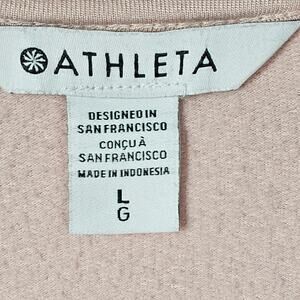 ATHLETA
DESIGNED IN
SAN FRANCISCO
CONÇU À
SAN FRANCISCO
MADE IN INDONESIA
L
G